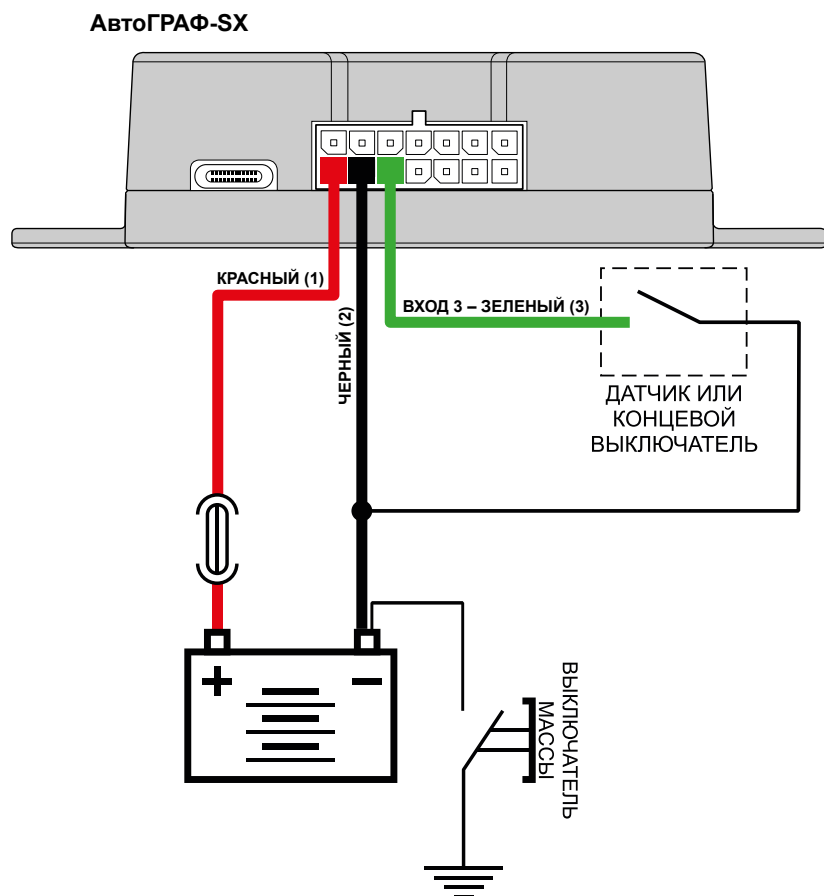 АвтоГРАФ-SX
КРАСНЫЙ (1)
ЧЕРНЫЙ (2)
ВХОД 3 – ЗЕЛЕНЫЙ (3)
ДАТЧИК ИЛИ
КОНЦЕВОЙ
ВЫКЛЮЧАТЕЛЬ
+
–
ВЫКЛЮЧАТЕЛЬ
МАССЫ